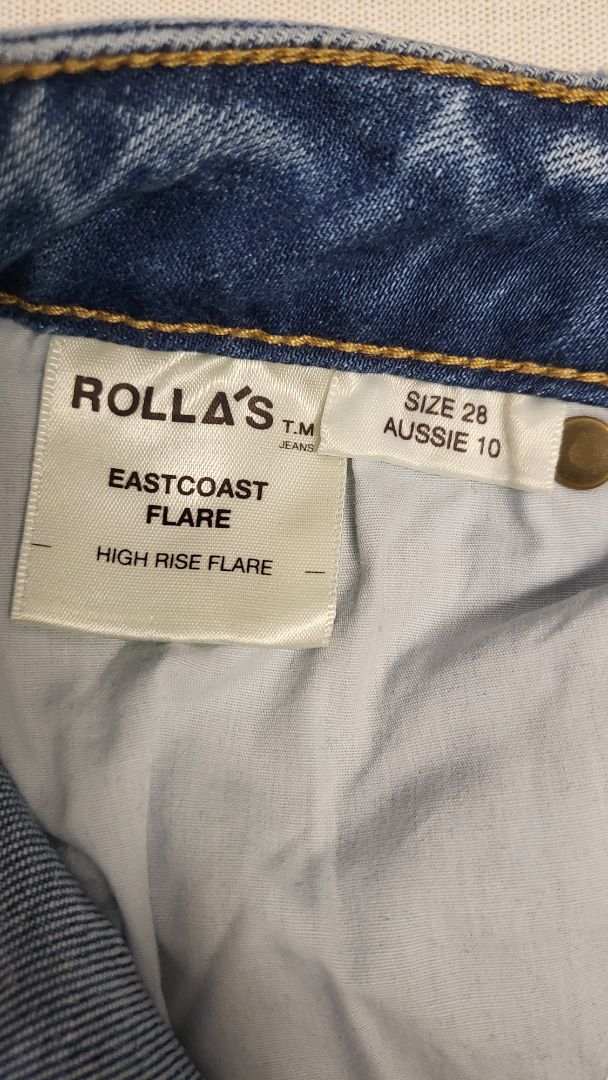 ROLLA'S T.M
JEANS
EASTCOAST
FLARE
HIGH RISE FLARE
SIZE 28
AUSSIE 10